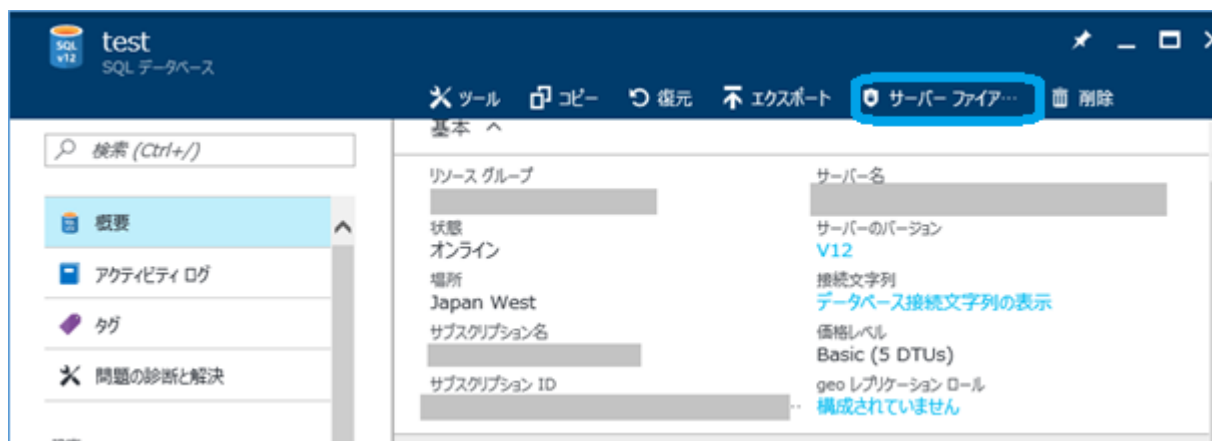 SQL v12
test
SQL データベース
ツール コピー 復元 エクスポート サーバー ファイア… 削除
検索 (Ctrl+/)
概要
アクティビティ ログ
タグ
問題の診断と解決
基本
リソース グループ
サーバー名
状態
オンライン
サーバーのバージョン
V12
場所
Japan West
接続文字列
データベース接続文字列の表示
サブスクリプション名
価格レベル
Basic (5 DTUs)
サブスクリプション ID
geo レプリケーション ロール
構成されていません